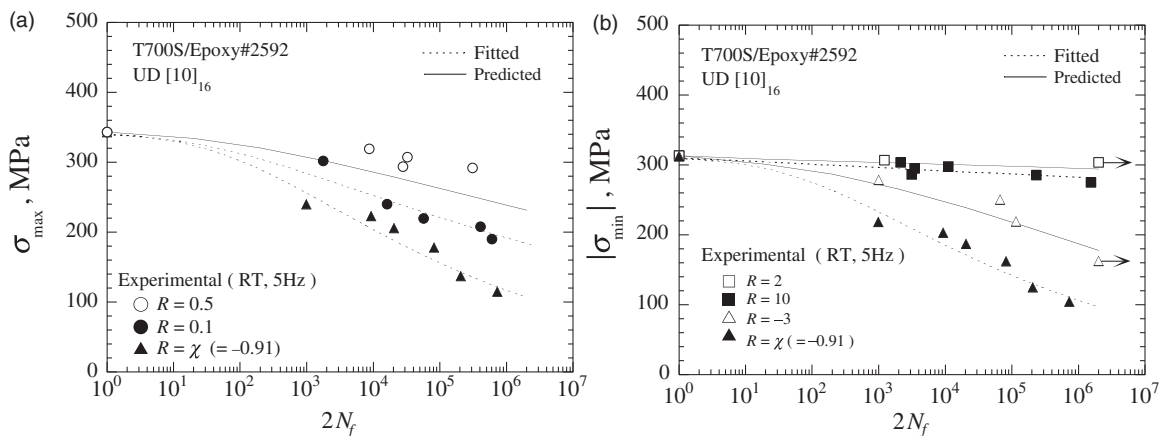 (a)
500
400
300
200
100
0
σmax , MPa
T700S/Epoxy#2592
UD [10]16
Fitted
Predicted
Experimental ( RT, 5Hz )
R = 0.5
R = 0.1
R = χ (= –0.91)
10^0 10^1 10^2 10^3 10^4 10^5 10^6 10^7
2Nf
(b)
500
400
300
200
100
0
|σmin| , MPa
T700S/Epoxy#2592
UD [10]16
Fitted
Predicted
Experimental ( RT, 5Hz )
R = 2
R = 10
R = –3
R = χ ( = –0.91 )
10^0 10^1 10^2 10^3 10^4 10^5 10^6 10^7
2Nf